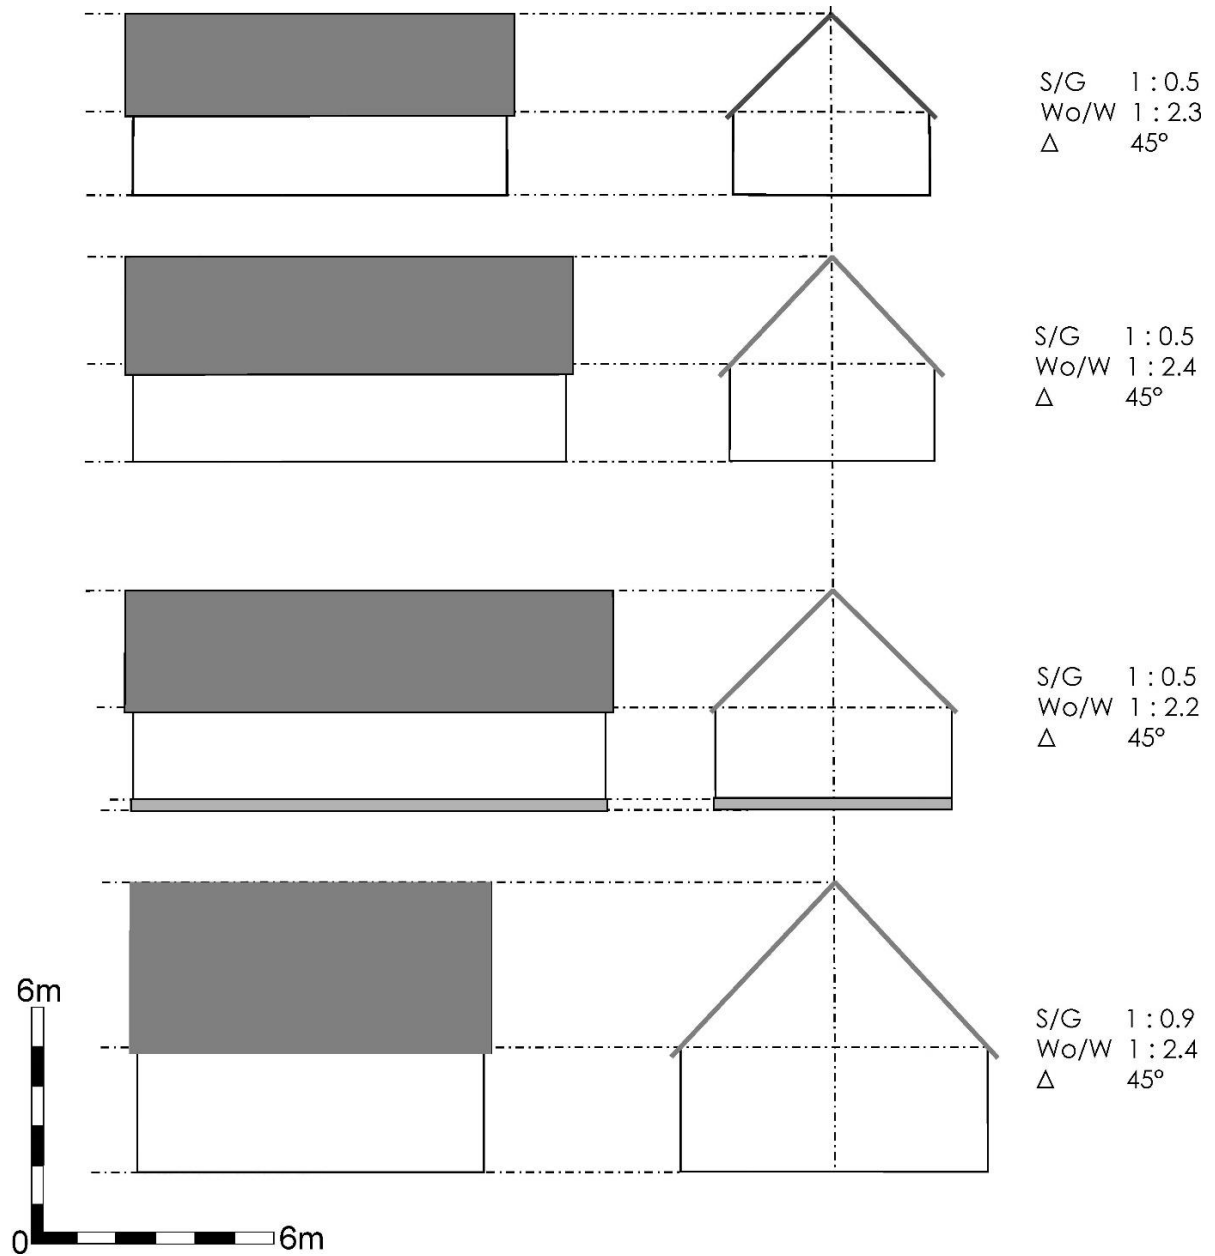 S/G 1 : 0.5
Wo/W 1 : 2.3
Δ 45°
S/G 1 : 0.5
Wo/W 1 : 2.4
Δ 45°
S/G 1 : 0.5
Wo/W 1 : 2.2
Δ 45°
6m
S/G 1 : 0.9
Wo/W 1 : 2.4
Δ 45°
0 6m